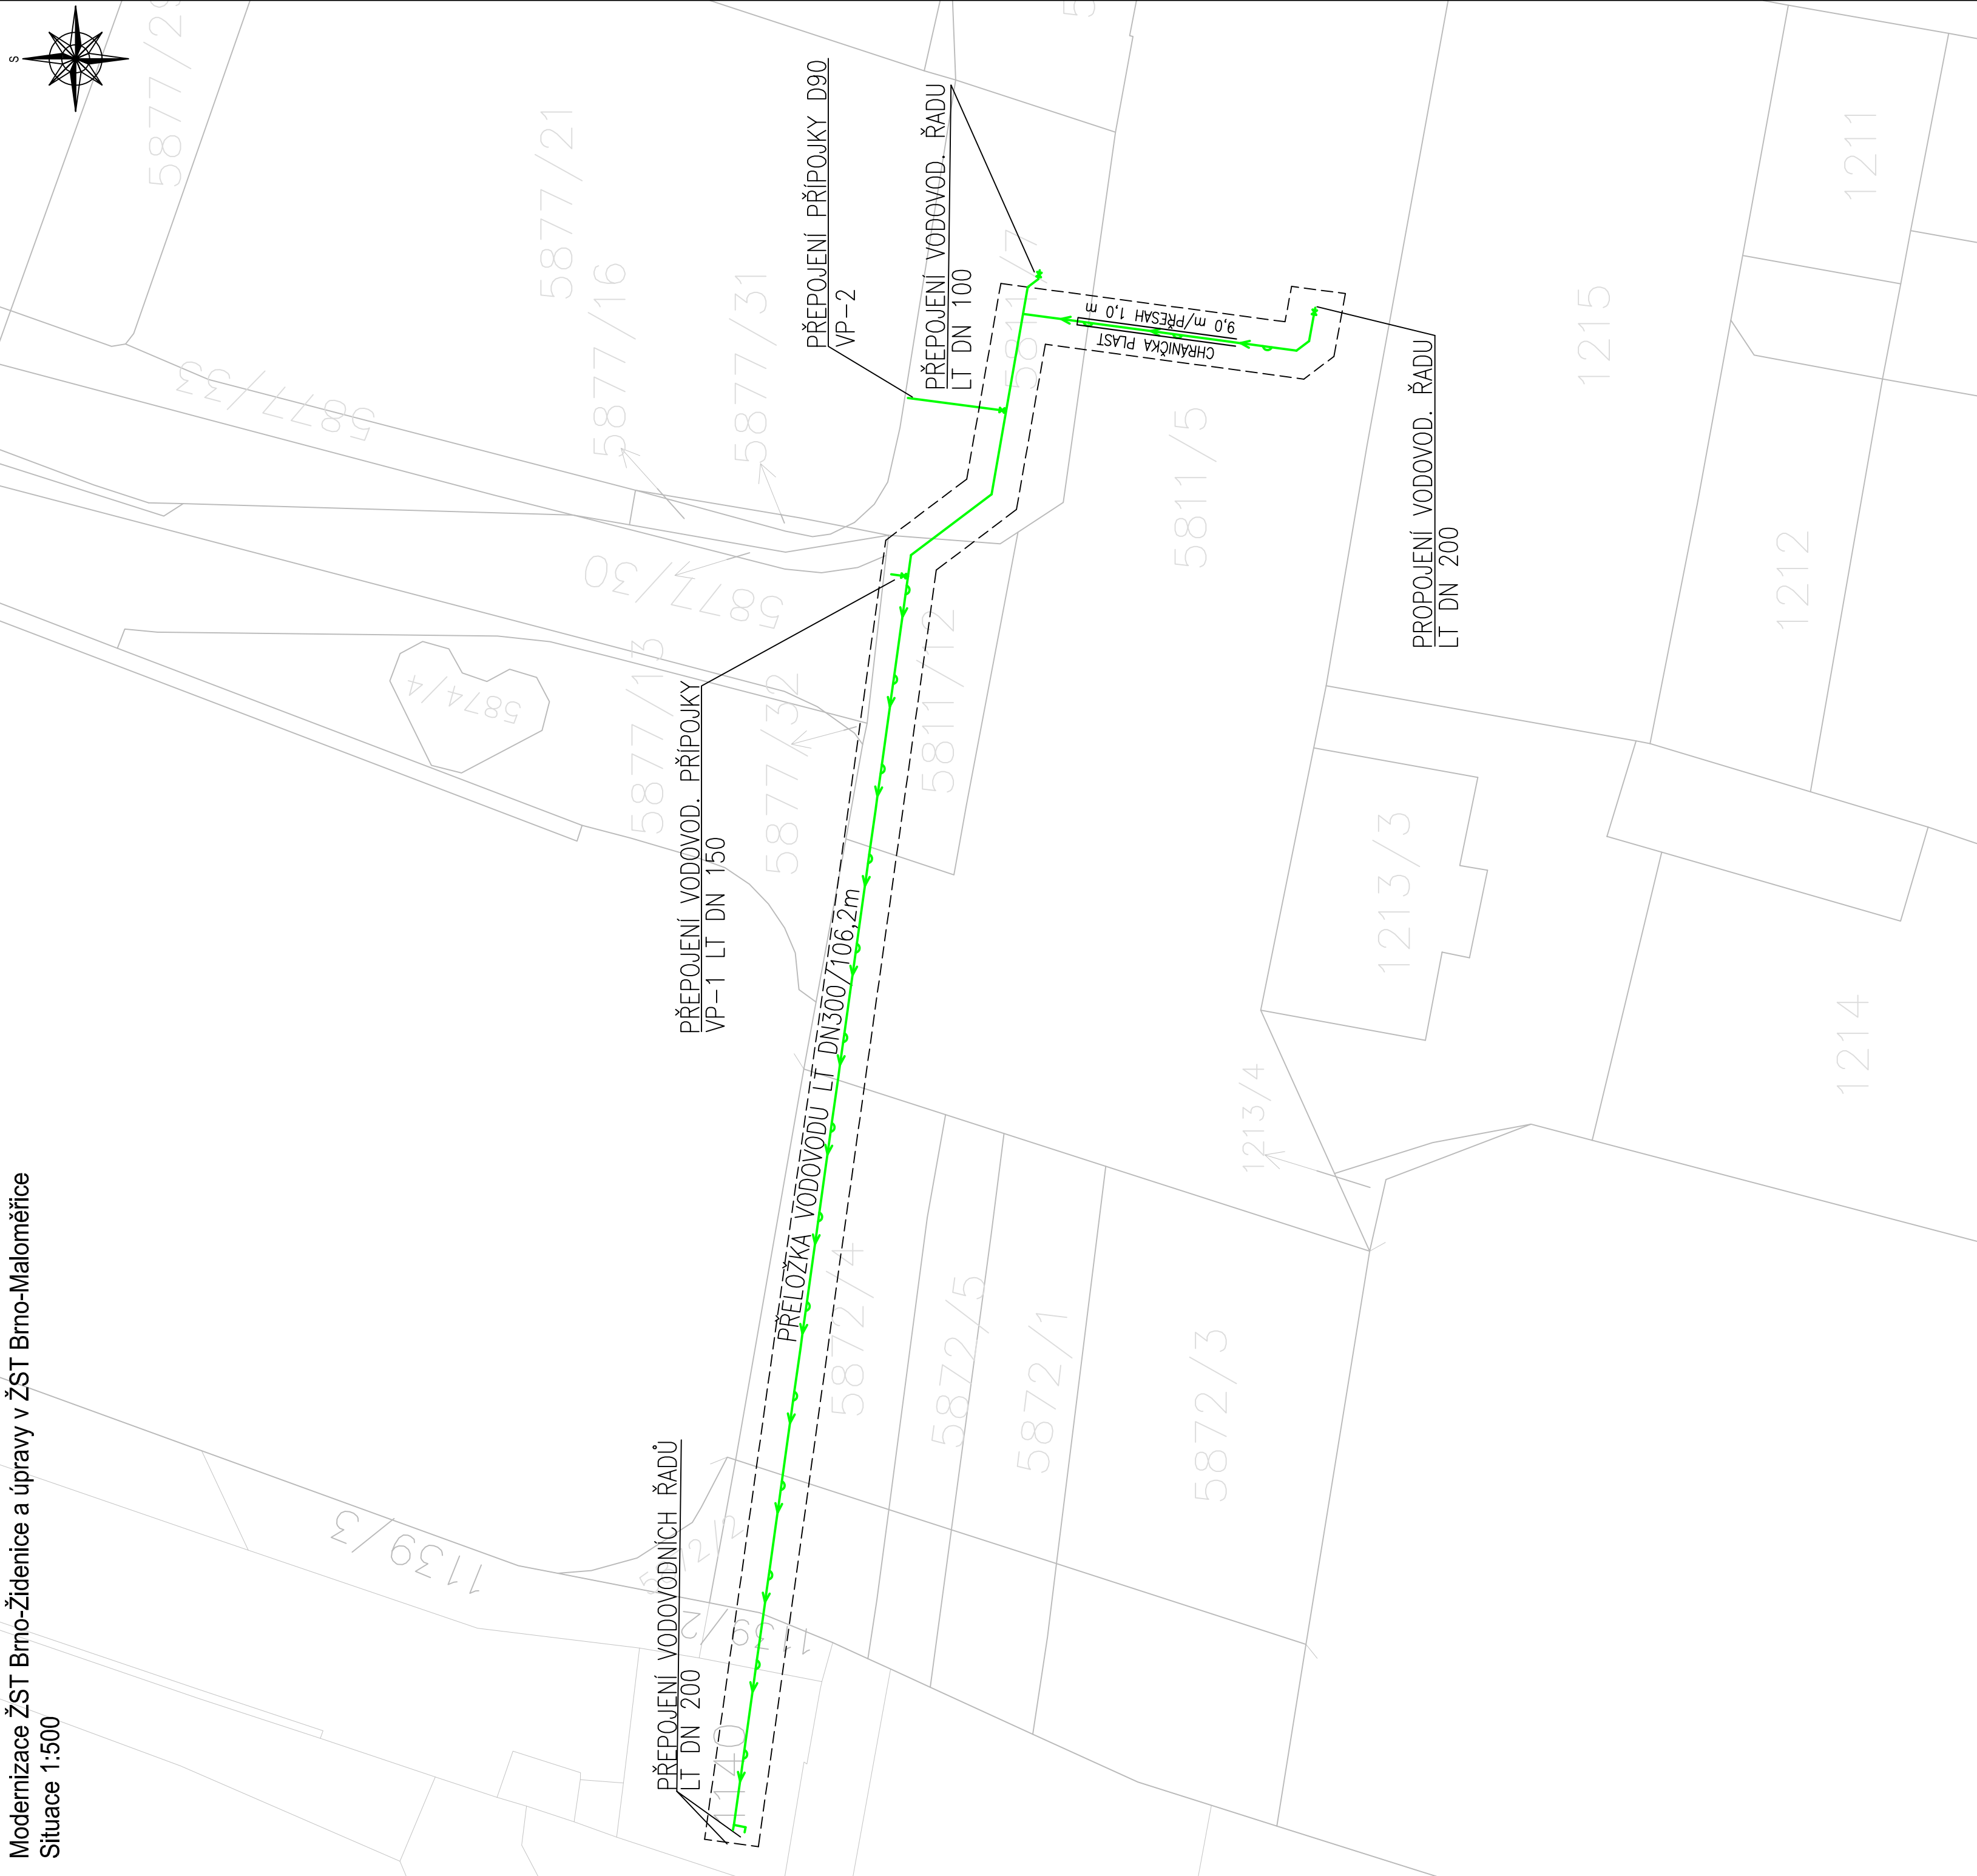 Modernizace ŽST Brno-Židenice a úpravy v ŽST Brno-Maloměřice
Situace 1:500
S
PŘEPOJENÍ VODOVODNÍCH ŘADŮ
LT DN 200
PŘELOŽKA VODOVODU LT DN300/106,2m
PŘEPOJENÍ VODOVOD. PŘÍPOJKY
VP-1 LT DN 150
PŘEPOJENÍ PŘÍPOJKY D90
VP-2
PŘEPOJENÍ VODOVOD. ŘADU
LT DN 100
CHRÁNIČKA PLAST
9,0 m/PŘESAH 1,0 m
PROPOJENÍ VODOVOD. ŘADU
LT DN 200
5877/21
5877/16
5877/31
5877/33
5877/30
5877/13
5877/32
5874/4
5811/12
5811/5
5872/4
5872/5
5872/1
5872/3
1139/3
1139/2
1140
1211
1215
1212
1213/3
1213/4
1214